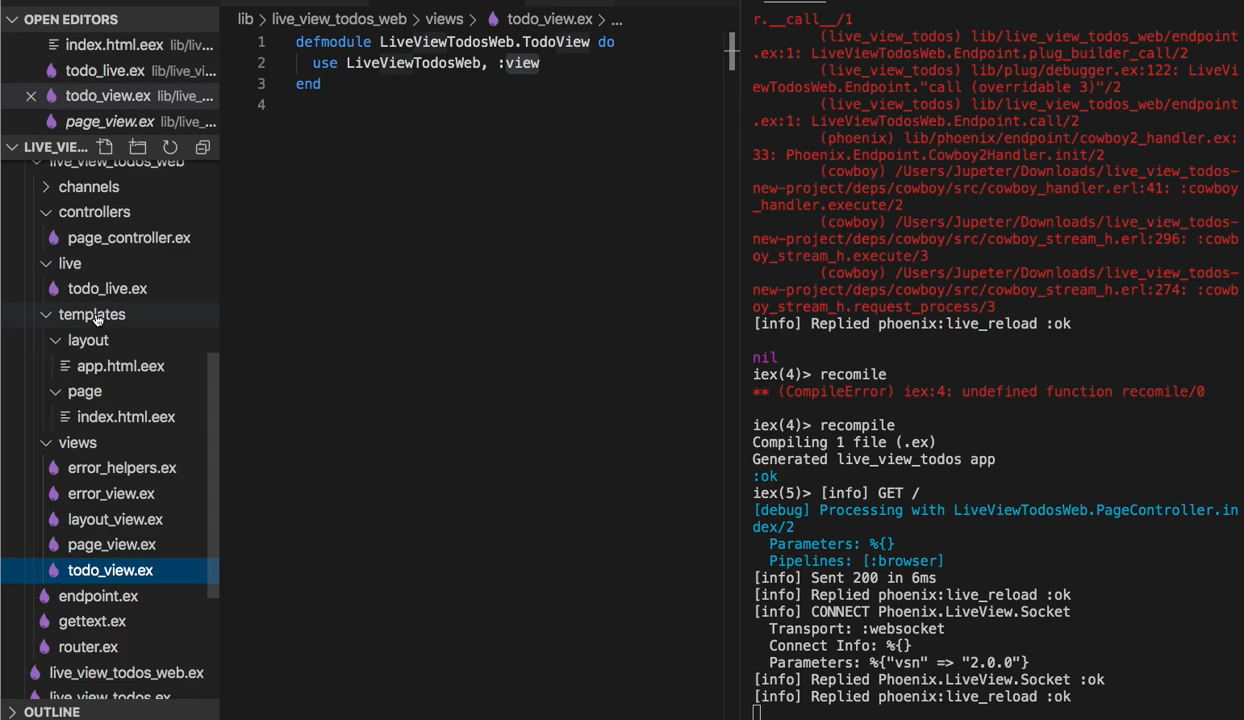 OPEN EDITORS
index.html.eex lib/liv...
todo_live.ex lib/live_vi...
todo_view.ex lib/live_...
page_view.ex lib/live_...
LIVE_VIE...
live_view_todos_web
channels
controllers
page_controller.ex
live
todo_live.ex
templates
layout
app.html.eex
page
index.html.eex
views
error_helpers.ex
error_view.ex
layout_view.ex
page_view.ex
todo_view.ex
endpoint.ex
gettext.ex
router.ex
live_view_todos_web.ex
live_view_todos.ex
OUTLINE
lib > live_view_todos_web > views > todo_view.ex > ...
1 defmodule LiveViewTodosWeb.TodoView do
2 use LiveViewTodosWeb, :view
3 end
4
r.__call__/1
(live_view_todos) lib/live_view_todos_web/endpoint
.ex:1: LiveViewTodosWeb.Endpoint.plug_builder_call/2
(live_view_todos) lib/plug/debugger.ex:122: LiveVi
ewTodosWeb.Endpoint."call (overridable 3)"/2
(live_view_todos) lib/live_view_todos_web/endpoint
.ex:1: LiveViewTodosWeb.Endpoint.call/2
(phoenix) lib/phoenix/endpoint/cowboy2_handler.ex:
33: Phoenix.Endpoint.Cowboy2Handler.init/2
(cowboy) /Users/Jupeter/Downloads/live_view_todos-
new-project/deps/cowboy/src/cowboy_handler.erl:41: :cowboy
_handler.execute/2
(cowboy) /Users/Jupeter/Downloads/live_view_todos-
new-project/deps/cowboy/src/cowboy_stream_h.erl:296: :cowb
oy_stream_h.execute/3
(cowboy) /Users/Jupeter/Downloads/live_view_todos-
new-project/deps/cowboy/src/cowboy_stream_h.erl:274: :cowb
oy_stream_h.request_process/3
[info] Replied phoenix:live_reload :ok
nil
iex(4)> recomile
** (CompileError) iex:4: undefined function recomile/0
iex(4)> recompile
Compiling 1 file (.ex)
Generated live_view_todos app
:ok
iex(5)> [info] GET /
[debug] Processing with LiveViewTodosWeb.PageController.in
dex/2
Parameters: %{}
Pipelines: [:browser]
[info] Sent 200 in 6ms
[info] Replied phoenix:live_reload :ok
[info] CONNECT Phoenix.LiveView.Socket
Transport: :websocket
Connect Info: %{}
Parameters: %{"vsn" => "2.0.0"}
[info] Replied Phoenix.LiveView.Socket :ok
[info] Replied phoenix:live_reload :ok